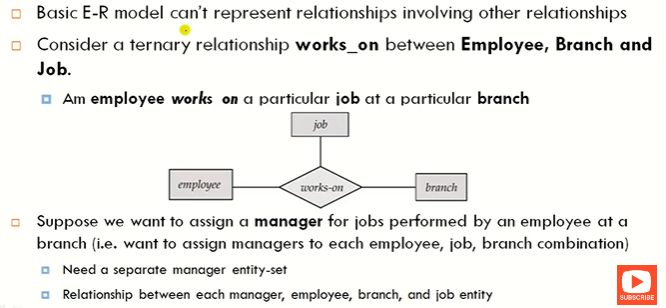 Basic E-R model can't represent relationships involving other relationships
Consider a ternary relationship works_on between Employee, Branch and
Job.
Am employee works on a particular job at a particular branch
job
employee
works-on
branch
Suppose we want to assign a manager for jobs performed by an employee at a
branch (i.e. want to assign managers to each employee, job, branch combination)
Need a separate manager entity-set
Relationship between each manager, employee, branch, and job entity
SUBSCRIBE